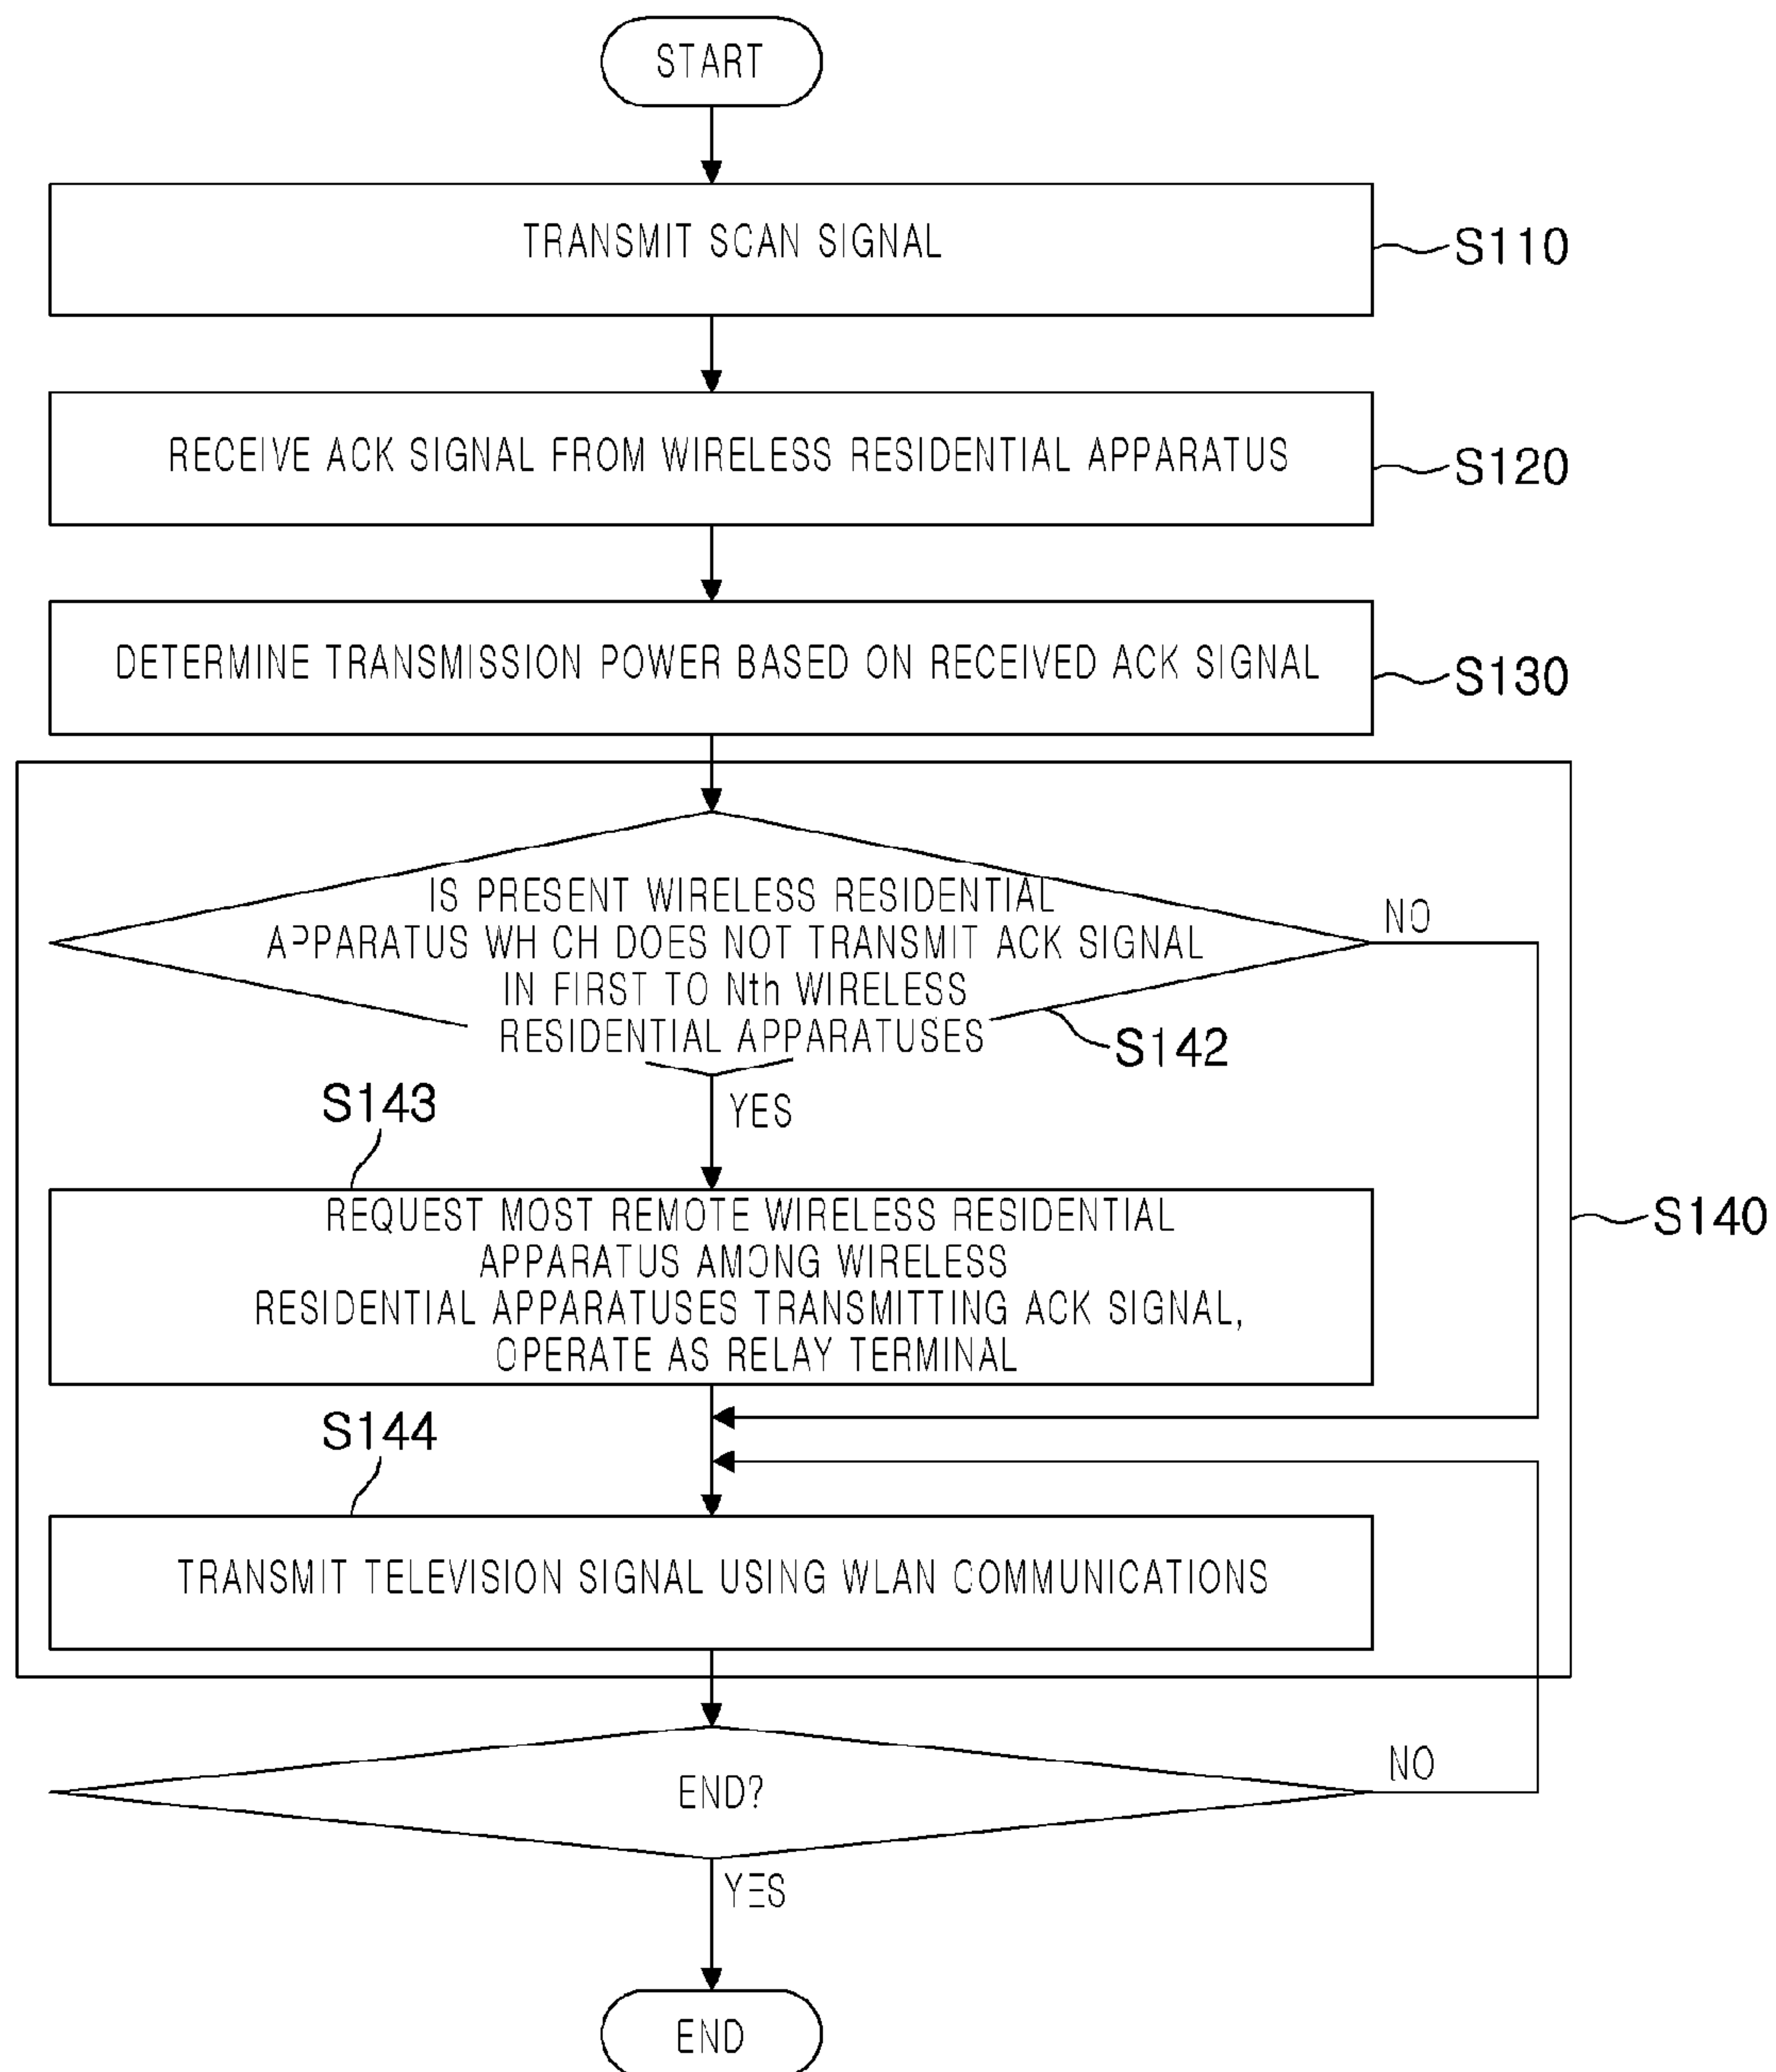 START
TRANSMIT SCAN SIGNAL
S110
RECEIVE ACK SIGNAL FROM WIRELESS RESIDENTIAL APPARATUS
S120
DETERMINE TRANSMISSION POWER BASED ON RECEIVED ACK SIGNAL
S130
IS PRESENT WIRELESS RESIDENTIAL
APPARATUS WH CH DOES NOT TRANSMIT ACK SIGNAL
IN FIRST TO Nth WIRELESS
RESIDENTIAL APPARATUSES
NO
S142
YES
S143
REQUEST MOST REMOTE WIRELESS RESIDENTIAL
APPARATUS AMONG WIRELESS
RESIDENTIAL APPARATUSES TRANSMITTING ACK SIGNAL,
OPERATE AS RELAY TERMINAL
S140
S144
TRANSMIT TELEVISION SIGNAL USING WLAN COMMUNICATIONS
END?
NO
YES
END